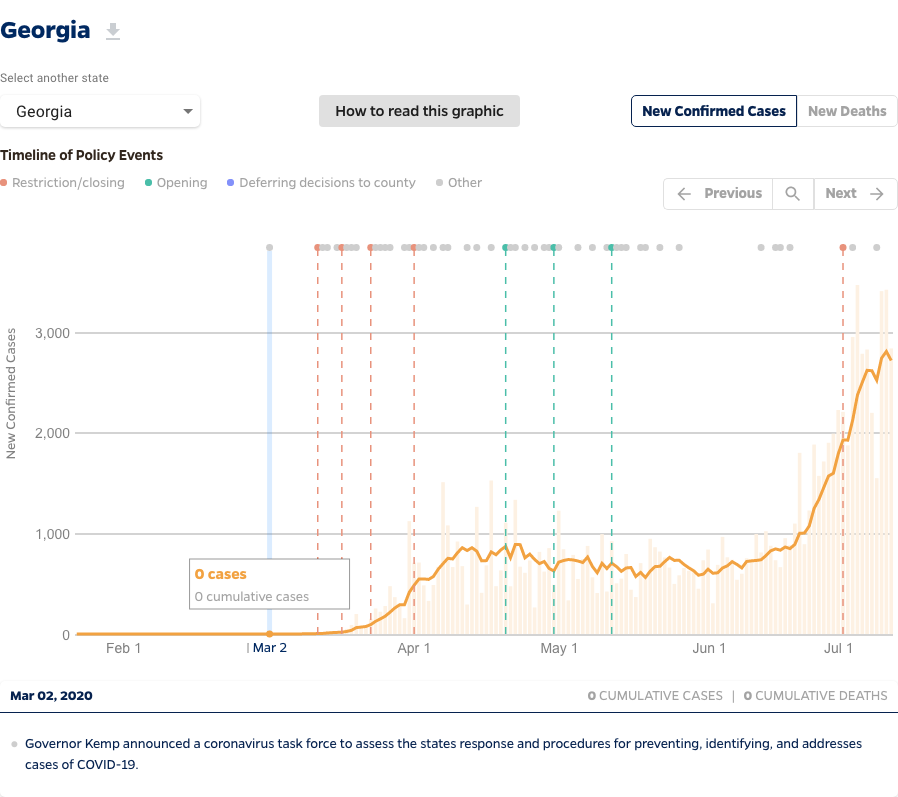 Georgia
Select another state
Georgia
How to read this graphic
New Confirmed Cases
New Deaths
Timeline of Policy Events
Restriction/closing
Opening
Deferring decisions to county
Other
Previous
Next
New Confirmed Cases
3,000
2,000
1,000
0
0 cases
0 cumulative cases
Feb 1
Mar 2
Apr 1
May 1
Jun 1
Jul 1
Mar 02, 2020
0 CUMULATIVE CASES | 0 CUMULATIVE DEATHS
Governor Kemp announced a coronavirus task force to assess the states response and procedures for preventing, identifying, and addresses
cases of COVID-19.